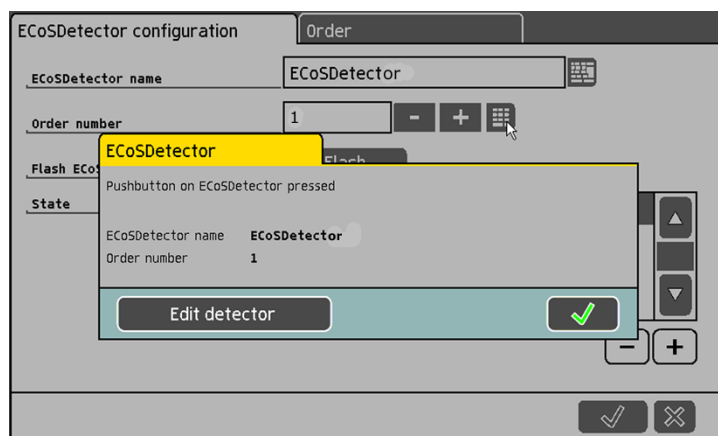 ECoSDetector configuration
Order
ECoSDetector name
ECoSDetector
Order number
1
- +
Flash ECoS
Flash
State
ECoSDetector
Pushbutton on ECoSDetector pressed
ECoSDetector name ECoSDetector
Order number 1
Edit detector
- +